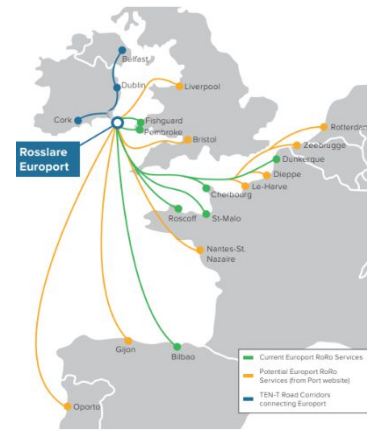 Belfast
Dublin
Liverpool
Cork
Fishguard
Pembroke
Rosslare
Europort
Bristol
Rotterdam
Zeebrugge
Dunkergue
Dieppe
Le-Harve
Cherbourg
Roscoff
St-Malo
Nantes-St.
Nazaire
Gijon
Bilbao
Oporto
Current Europort RoRo Services
Potential Europort RoRo
Services (from Port website)
TEN-T Road Corridors
connecting Europort